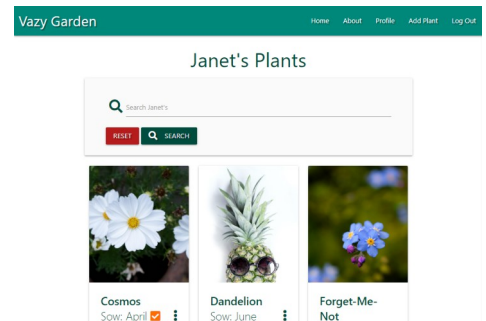 Vazy Garden
Home About Profile Add Plant Log Out
Janet's Plants
Search Janet's
RESET SEARCH
Cosmos
Sow: April
Dandelion
Sow: June
Forget-Me-
Not